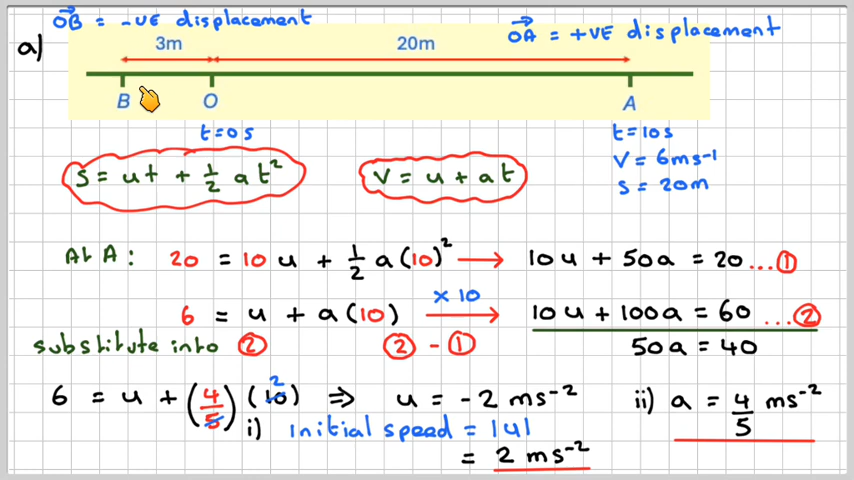 OB⃗ = -VE displacement
OA⃗ = +VE displacement
a)
3m 20m
B O A
t=0s
t=10s
V = 6ms⁻¹
S = 20m
S = ut + 1/2 at²
V = u + at
At A: 20 = 10u + 1/2 a(10)² → 10u + 50a = 20 ...①
6 = u + a(10) ×10 → 10u + 100a = 60 ...②
substitute into ② ② - ① 50a = 40
6 = u + (4/5)(10) 2 ⇒ u = -2 ms⁻² ii) a = 4/5 ms⁻²
i) initial speed = |u|
= 2 ms⁻²